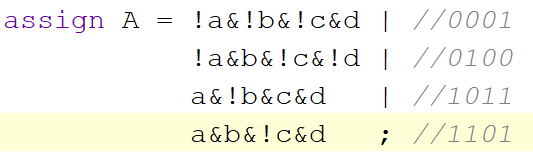 assign A = !a&!b&!c&d | //0001
!a&b&!c&!d | //0100
a&!b&c&d | //1011
a&b&!c&d ; //1101